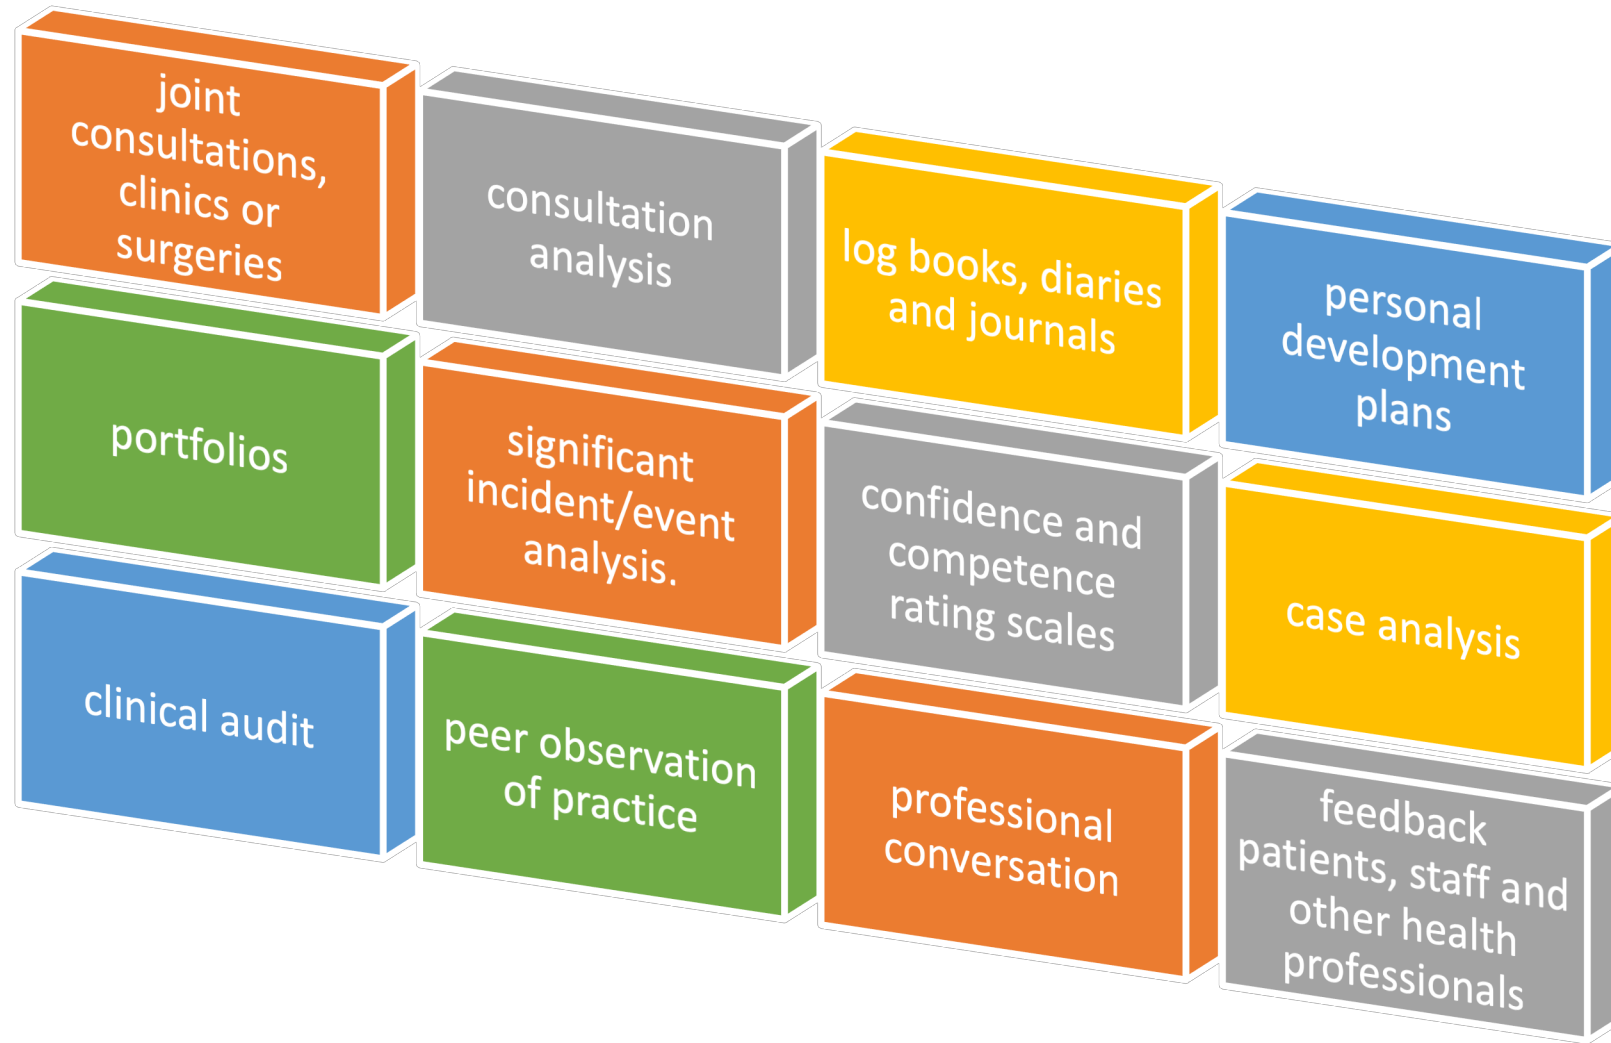 joint
consultations,
clinics or
surgeries
consultation
analysis
log books, diaries
and journals
personal
development
plans
portfolios
significant
incident/event
analysis.
confidence and
competence
rating scales
case analysis
clinical audit
peer observation
of practice
professional
conversation
feedback
patients, staff and
other health
professionals